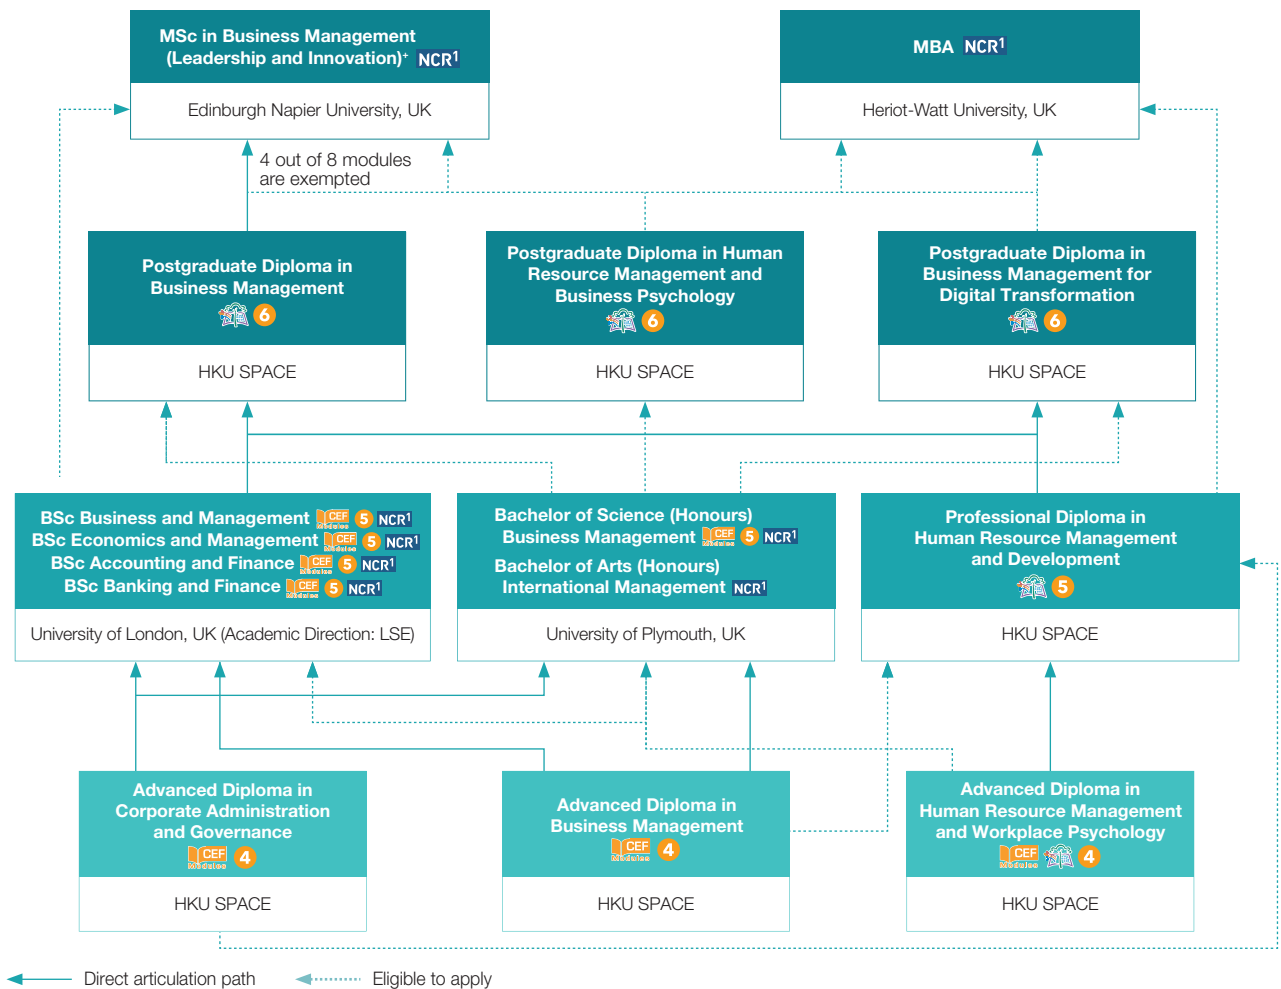 MSc in Business Management
(Leadership and Innovation)+ NCR1
Edinburgh Napier University, UK
MBA NCR1
Heriot-Watt University, UK
4 out of 8 modules
are exempted
Postgraduate Diploma in
Business Management
6
HKU SPACE
Postgraduate Diploma in Human
Resource Management and
Business Psychology
6
HKU SPACE
Postgraduate Diploma in
Business Management for
Digital Transformation
6
HKU SPACE
BSc Business and Management CEF Modules 5 NCR1
BSc Economics and Management CEF Modules 5 NCR1
BSc Accounting and Finance CEF Modules 5 NCR1
BSc Banking and Finance CEF Modules 5 NCR1
University of London, UK (Academic Direction: LSE)
Bachelor of Science (Honours)
Business Management CEF Modules 5 NCR1
Bachelor of Arts (Honours)
International Management NCR1
University of Plymouth, UK
Professional Diploma in
Human Resource Management
and Development
5
HKU SPACE
Advanced Diploma in
Corporate Administration
and Governance
CEF Modules 4
HKU SPACE
Advanced Diploma in
Business Management
CEF Modules 4
HKU SPACE
Advanced Diploma in
Human Resource Management
and Workplace Psychology
CEF Modules 4
HKU SPACE
Direct articulation path
Eligible to apply